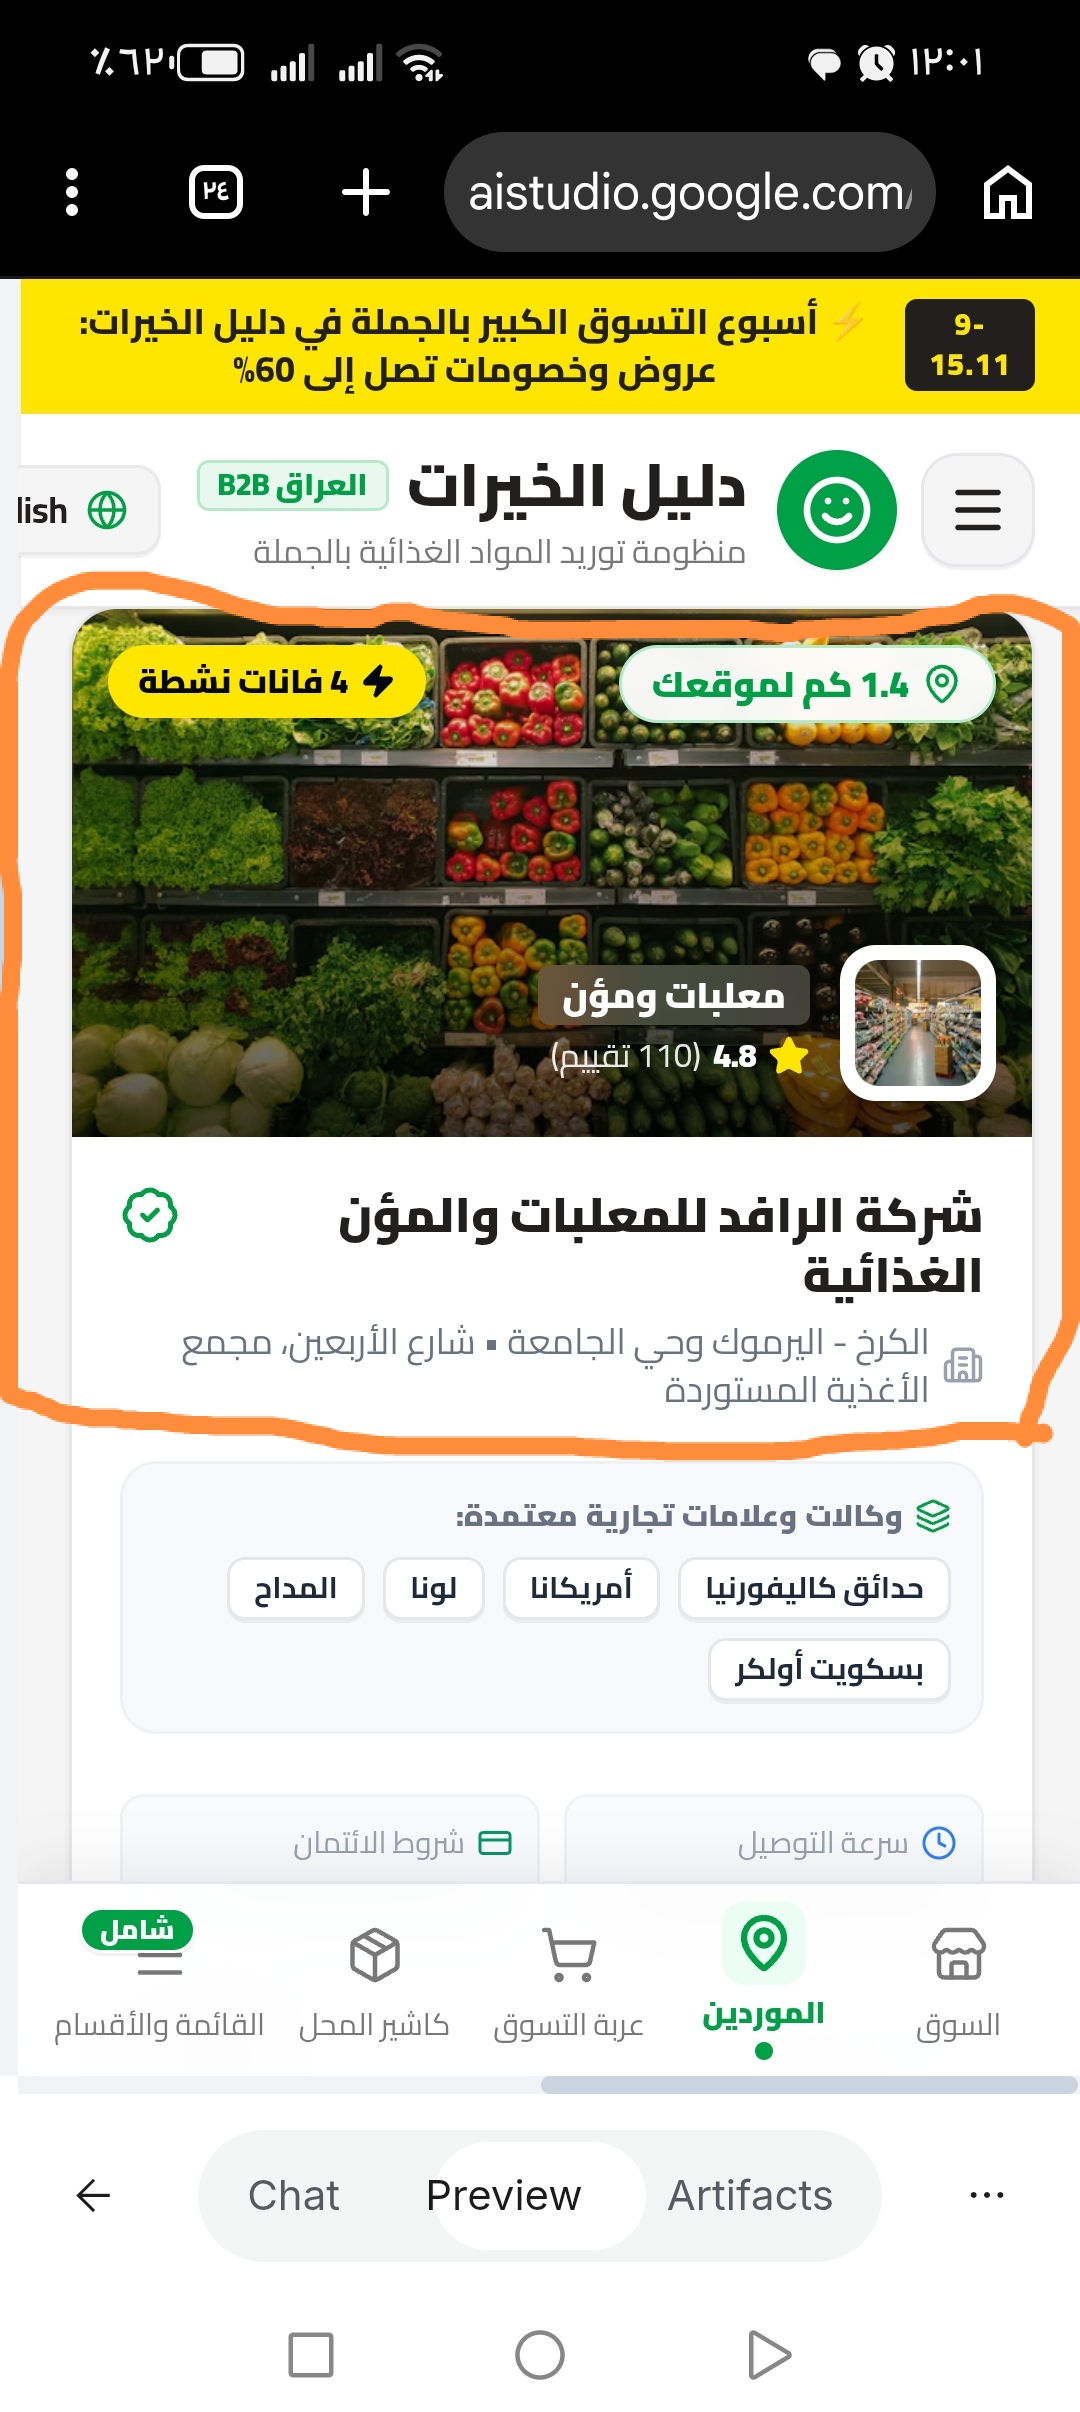 ١٢:٠١
٪٦٢
aistudio.google.com/
٢٤
9-
15.11
⚡ أسبوع التسوق الكبير بالجملة في دليل الخيرات:
عروض وخصومات تصل إلى 60%
دليل الخيرات
العراق B2B
منظومة توريد المواد الغذائية بالجملة
lish
1.4 كم لموقعك
4 فانات نشطة
معلبات ومؤن
4.8 (110 تقييم)
شركة الرافد للمعلبات والمؤن
الغذائية
الكرخ - اليرموك وحي الجامعة ▪ شارع الأربعين، مجمع
الأغذية المستوردة
وكالات وعلامات تجارية معتمدة:
حدائق كاليفورنيا
أمريكانا
لونا
المداح
بسكويت أولكر
سرعة التوصيل
شروط الائتمان
السوق
الموردين
عربة التسوق
كاشير المحل
شامل
القائمة والأقسام
Chat
Preview
Artifacts